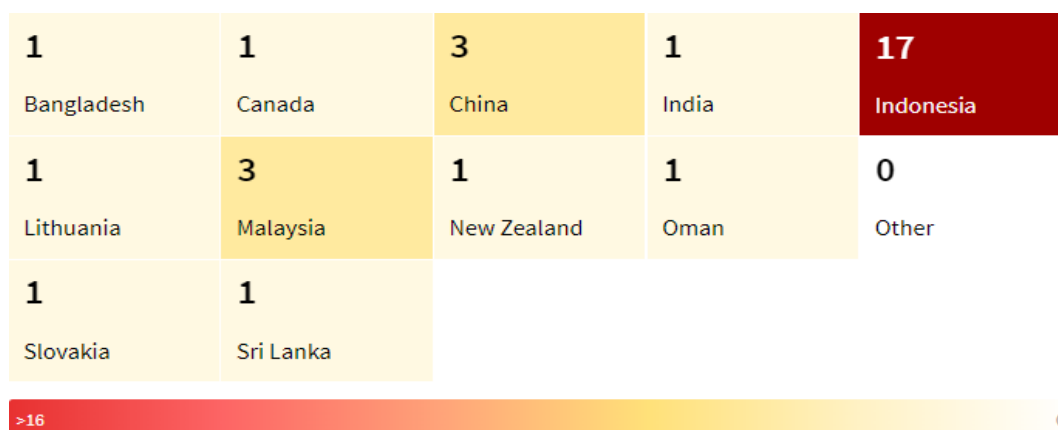 1 1 3 1 17
Bangladesh Canada China India Indonesia
1 3 1 1 0
Lithuania Malaysia New Zealand Oman Other
1 1
Slovakia Sri Lanka
>16